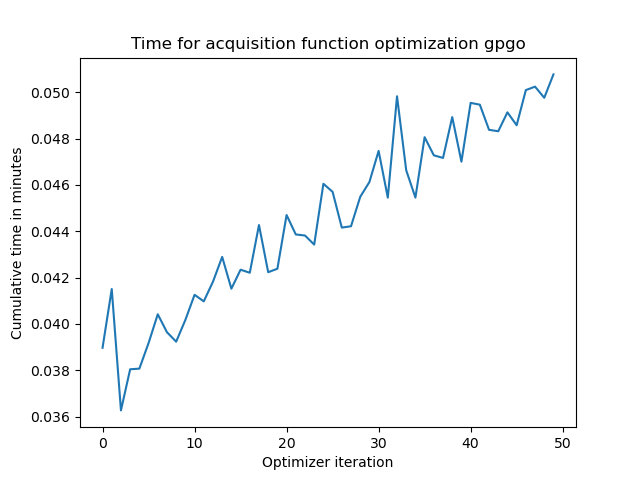 Time for acquisition function optimization gpgo
Cumulative time in minutes
0.050
0.048
0.046
0.044
0.042
0.040
0.038
0.036
0 10 20 30 40 50
Optimizer iteration